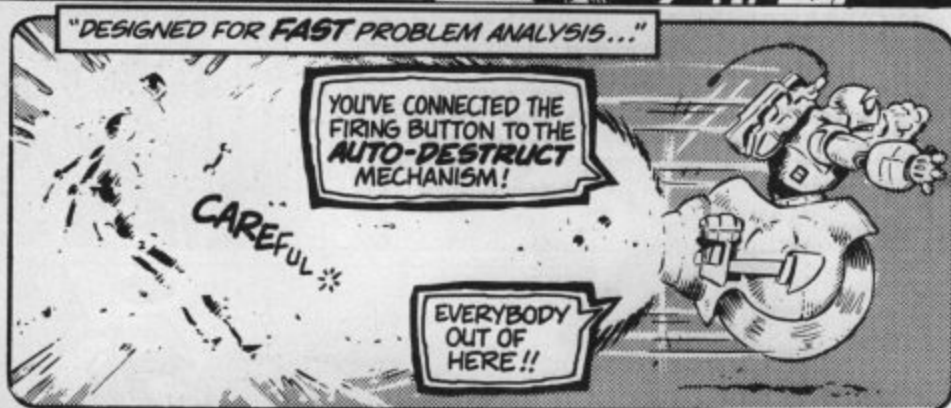 "DESIGNED FOR FAST PROBLEM ANALYSIS..."
YOU'VE CONNECTED THE
FIRING BUTTON TO THE
AUTO-DESTRUCT
MECHANISM!
CAREFUL
EVERYBODY
OUT OF
HERE!!